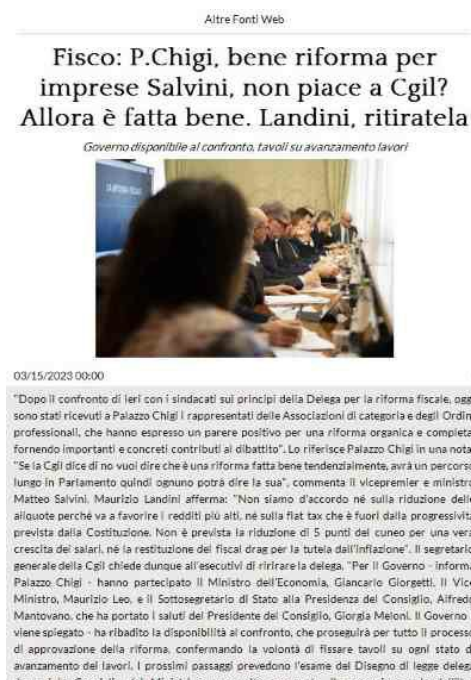 Altre Fonti Web
Fisco: P.Chigi, bene riforma per
imprese Salvini, non piace a Cgil?
Allora è fatta bene. Landini, ritiratela
Governo disponibile al confronto, tavoli su avanzamento lavori
03/15/2023 00:00
"Dopo il confronto di ieri con i sindacati sui principi della Delega per la riforma fiscale, oggi
sono stati ricevuti a Palazzo Chigi i rappresentati delle Associazioni di categoria e degli Ordini
professionali, che hanno espresso un parere positivo per una riforma organica e completa,
fornendo importanti e concreti contributi al dibattito". Lo riferisce Palazzo Chigi in una nota.
"Se la Cgil dice di no vuol dire che è una riforma fatta bene tendenzialmente, avrà un percorso
lungo in Parlamento quindi ognuno potrà dire la sua", commenta il vicepremier e ministro
Matteo Salvini. Maurizio Landini afferma: "Non siamo d'accordo né sulla riduzione delle
aliquote perché va a favorire i redditi più alti, né sulla flat tax che è fuori dalla progressività
prevista dalla Costituzione. Non è prevista la riduzione di 5 punti del cuneo per una vera
crescita dei salari, né la restituzione del fiscal drag per la tutela dall'inflazione". Il segretario
generale della Cgil chiede dunque all'esecutivi di ririrare la delega. "Per il Governo - informa
Palazzo Chigi - hanno partecipato il Ministro dell'Economia, Giancarlo Giorgetti, il Vice
Ministro, Maurizio Leo, e il Sottosegretario di Stato alla Presidenza del Consiglio, Alfredo
Mantovano, che ha portato i saluti del Presidente del Consiglio, Giorgia Meloni. Il Governo -
viene spiegato - ha ribadito la disponibilità al confronto, che proseguirà per tutto il processo
di approvazione della riforma, confermando la volontà di fissare tavoli su ogni stato di
avanzamento dei lavori. I prossimi passaggi prevedono l'esame del Disegno di legge delega